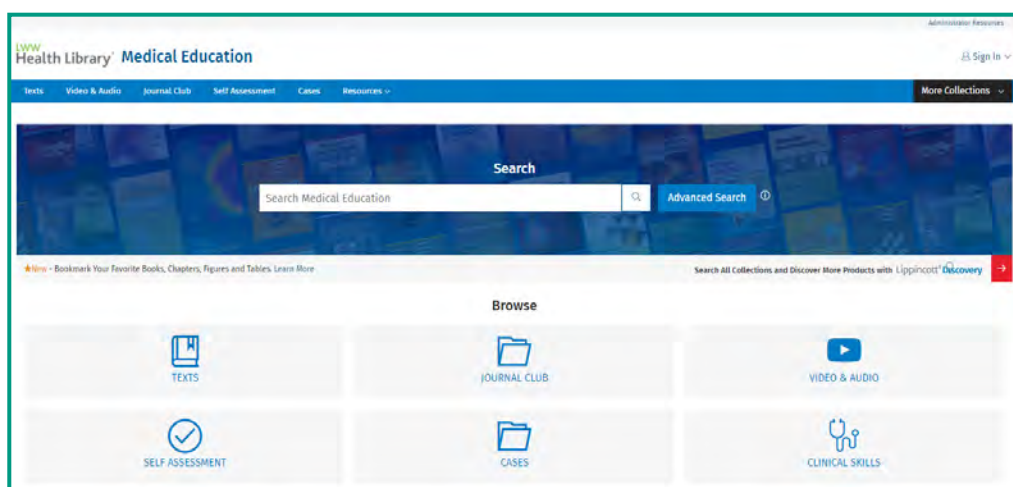 Administrator Resources
LWW
Health Library Medical Education
Sign In
Texts Video & Audio Journal Club Self Assessment Cases Resources
More Collections
Search
Search Medical Education
Advanced Search
New - Bookmark Your Favorite Books, Chapters, Figures and Tables. Learn More
Search All Collections and Discover More Products with Lippincott® Discovery
Browse
TEXTS
JOURNAL CLUB
VIDEO & AUDIO
SELF ASSESSMENT
CASES
CLINICAL SKILLS